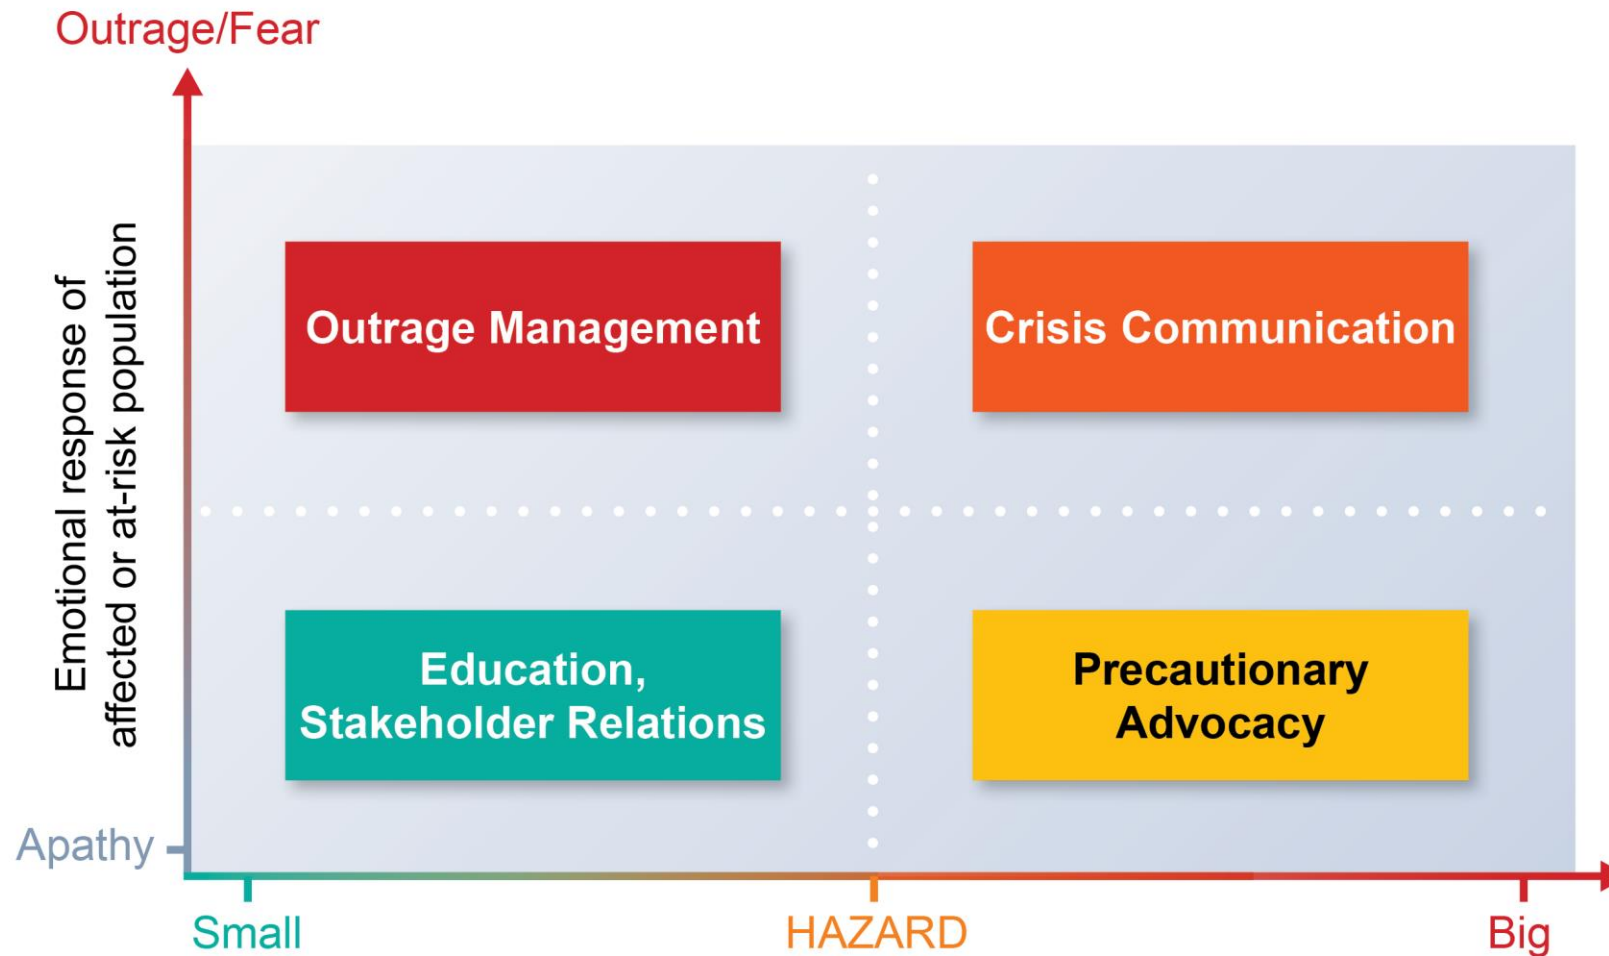 Outrage/Fear
Emotional response of
affected or at-risk population
Outrage Management
Crisis Communication
Education,
Stakeholder Relations
Precautionary
Advocacy
Apathy
Small
HAZARD
Big